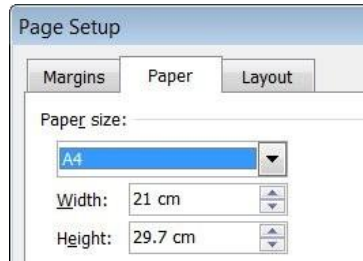 Page Setup
Margins Paper Layout
Paper size:
A4
Width: 21 cm
Height: 29.7 cm